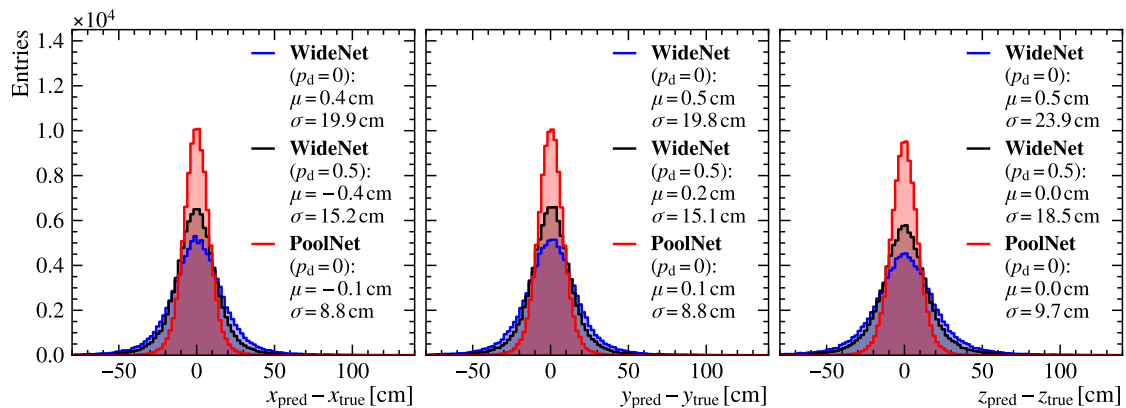 ×10⁴
Entries
1.4
1.2
1.0
0.8
0.6
0.4
0.2
0.0
WideNet
(p_d = 0):
μ = 0.4 cm
σ = 19.9 cm
WideNet
(p_d = 0.5):
μ = −0.4 cm
σ = 15.2 cm
PoolNet
(p_d = 0):
μ = −0.1 cm
σ = 8.8 cm
−50 0 50 100
x_pred − x_true [cm]
WideNet
(p_d = 0):
μ = 0.5 cm
σ = 19.8 cm
WideNet
(p_d = 0.5):
μ = 0.2 cm
σ = 15.1 cm
PoolNet
(p_d = 0):
μ = 0.1 cm
σ = 8.8 cm
−50 0 50 100
y_pred − y_true [cm]
WideNet
(p_d = 0):
μ = 0.5 cm
σ = 23.9 cm
WideNet
(p_d = 0.5):
μ = 0.0 cm
σ = 18.5 cm
PoolNet
(p_d = 0):
μ = 0.0 cm
σ = 9.7 cm
−50 0 50 100
z_pred − z_true [cm]